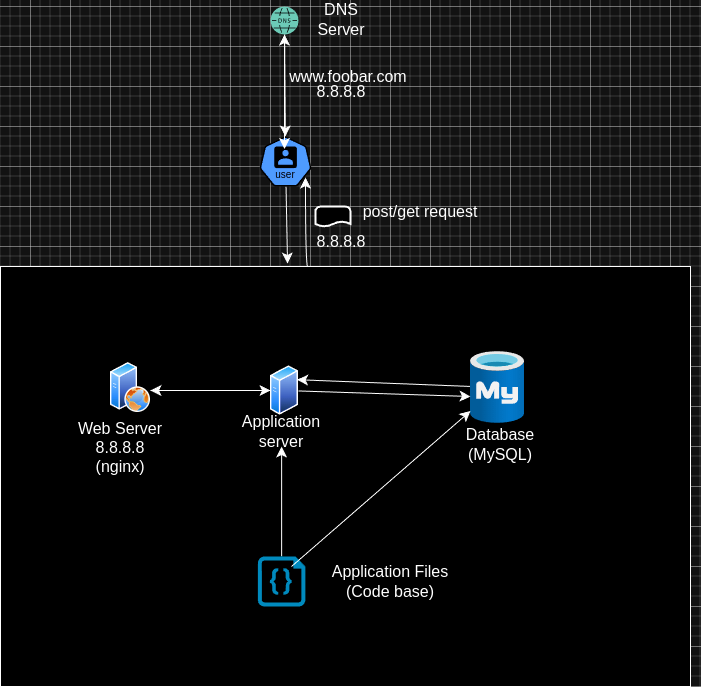 DNS
DNS
Server
www.foobar.com
8.8.8.8
user
post/get request
8.8.8.8
My
Web Server
8.8.8.8
(nginx)
Application
server
Database
(MySQL)
{}
Application Files
(Code base)